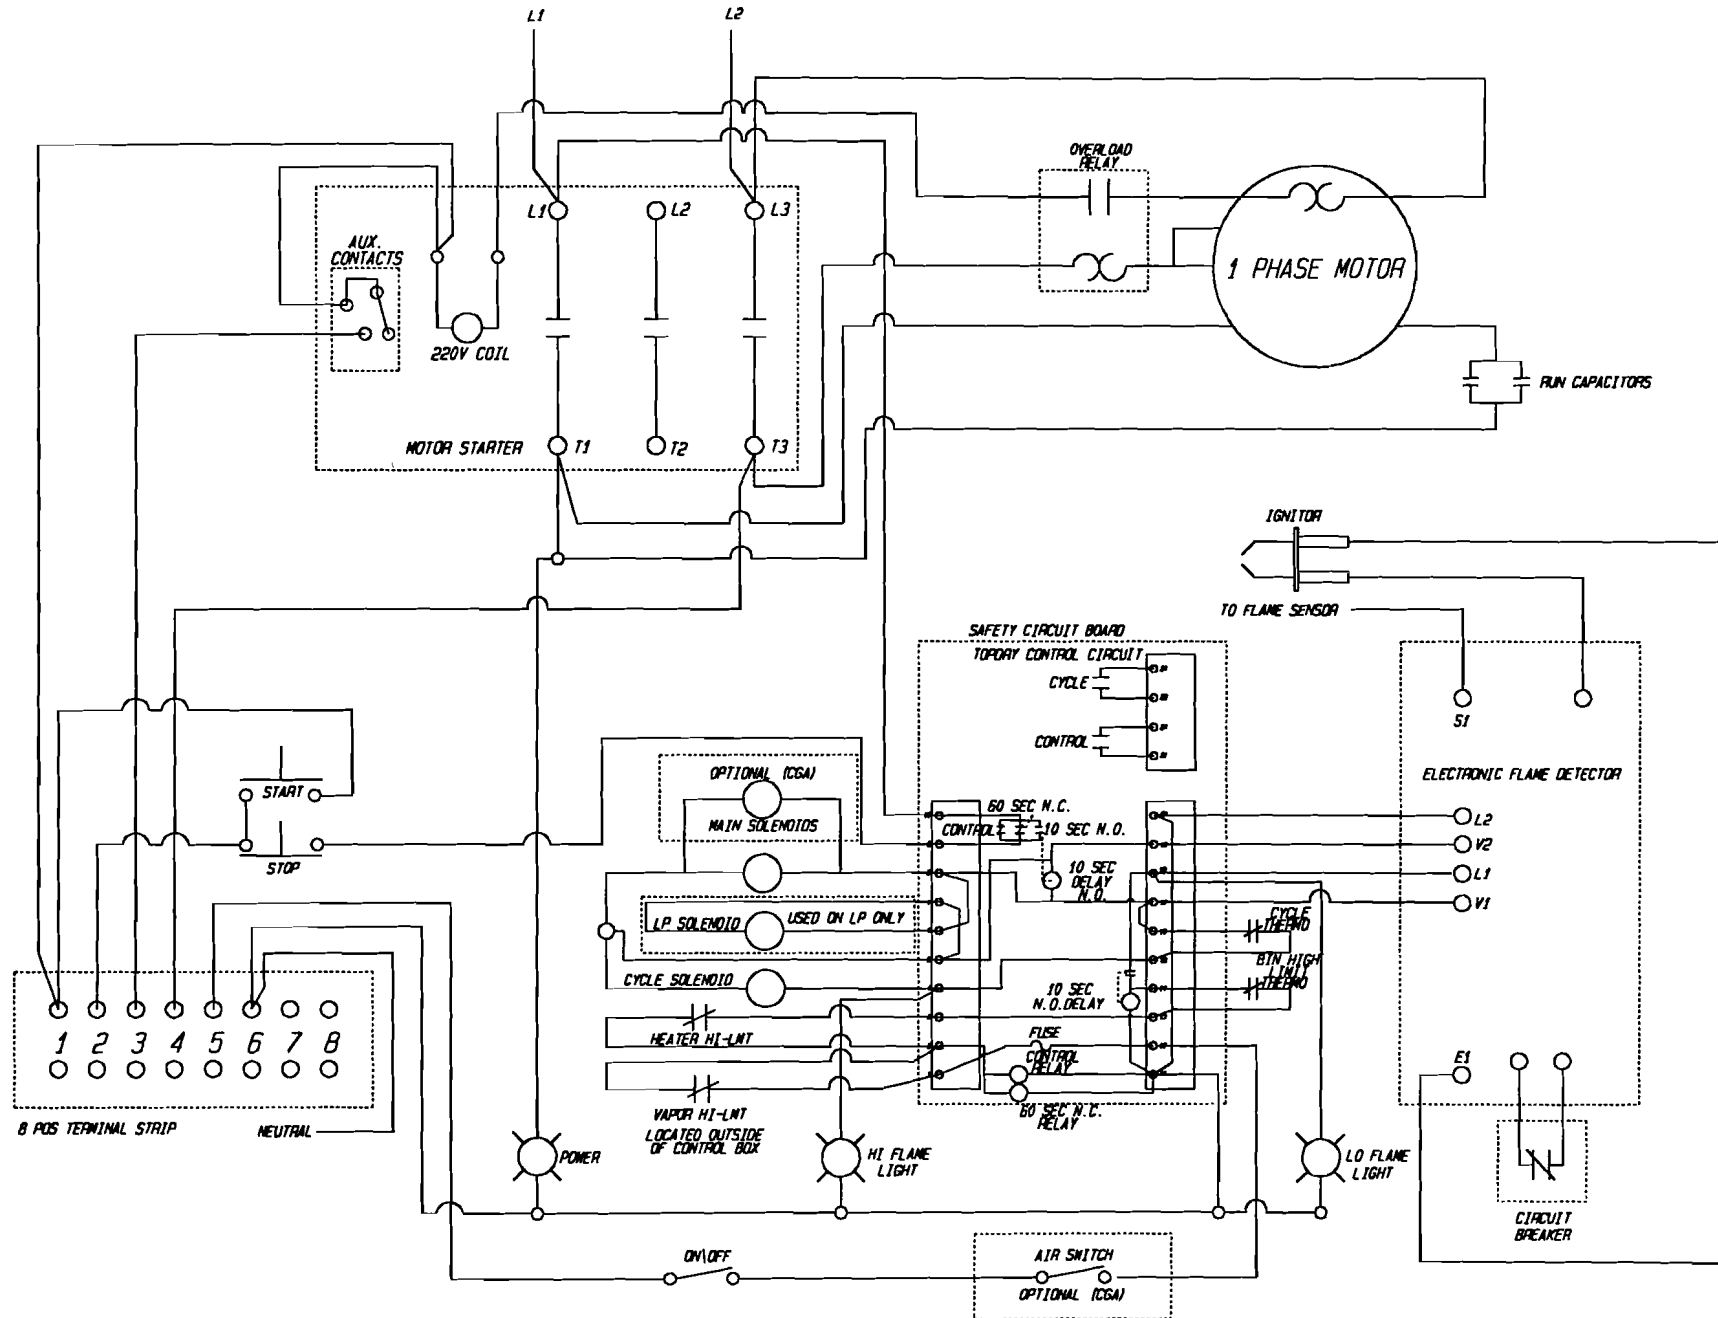 L1
L2
OVERLOAD
RELAY
L1
L2
L3
AUX.
CONTACTS
1 PHASE MOTOR
220V COIL
RUN CAPACITORS
MOTOR STARTER
T1
T2
T3
IGNITOR
TO FLAME SENSOR
SAFETY CIRCUIT BOARD
TOPDRY CONTROL CIRCUIT
CYCLE
CONTROL
S1
ELECTRONIC FLAME DETECTOR
OPTIONAL (CGA)
MAIN SOLENOIDS
START
STOP
60 SEC N.C.
CONTROL
10 SEC N.O.
L2
V2
10 SEC
DELAY
N.O.
L1
V1
LP SOLENOID
USED ON LP ONLY
CYCLE
THERMO
BIN HIGH
LIMIT
THERMO
CYCLE SOLENOID
10 SEC
N.O. DELAY
HEATER HI-LMT
FUSE
CONTROL
RELAY
60 SEC N.C.
RELAY
E1
1 2 3 4 5 6 7 8
8 POS TERMINAL STRIP
NEUTRAL
VAPOR HI-LMT
LOCATED OUTSIDE
OF CONTROL BOX
POWER
HI FLAME
LIGHT
LO FLAME
LIGHT
CIRCUIT
BREAKER
ON\OFF
AIR SWITCH
OPTIONAL (CGA)